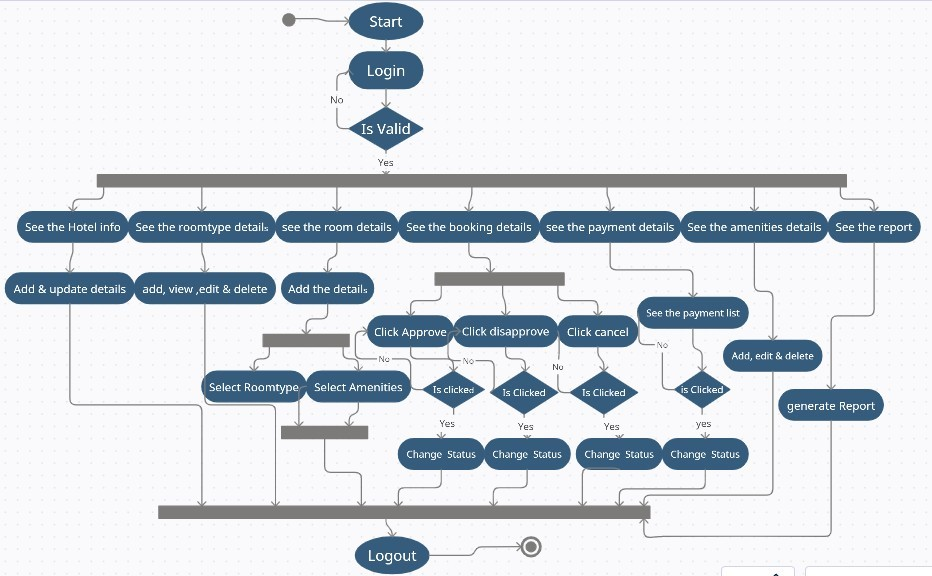 Start
Login
No
Is Valid
Yes
See the Hotel info
See the roomtype details
see the room details
See the booking details
see the payment details
See the amenities details
See the report
Add & update details
add, view ,edit & delete
Add the details
See the payment list
Click Approve
Click disapprove
Click cancel
No
Add, edit & delete
No
No
No
Select Roomtype
Select Amenities
Is clicked
Is Clicked
Is Clicked
is Clicked
generate Report
Yes
Yes
Yes
yes
Change Status
Change Status
Change Status
Change Status
Logout